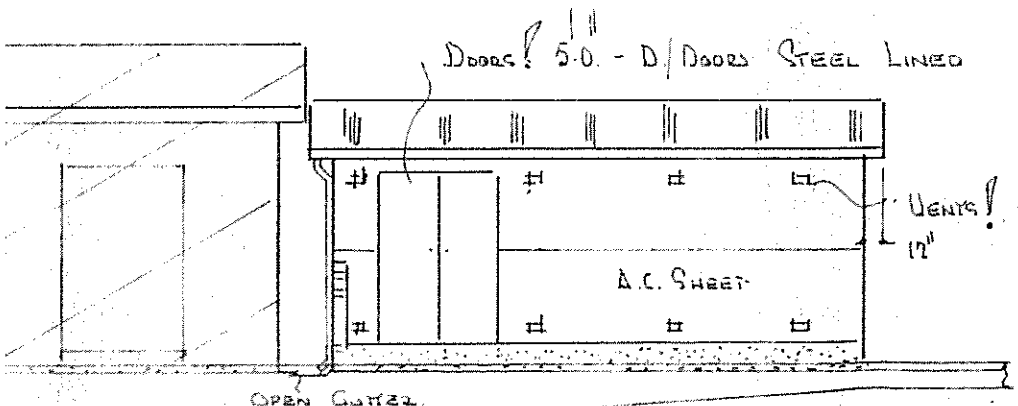 Doors! 5'.0" - D/Doors Steel Lined
Vents!
12"
A.C. Sheet
Open Gutter